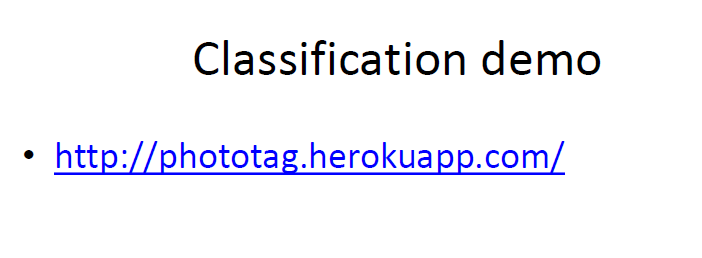 Classification demo
• http://phototag.herokuapp.com/